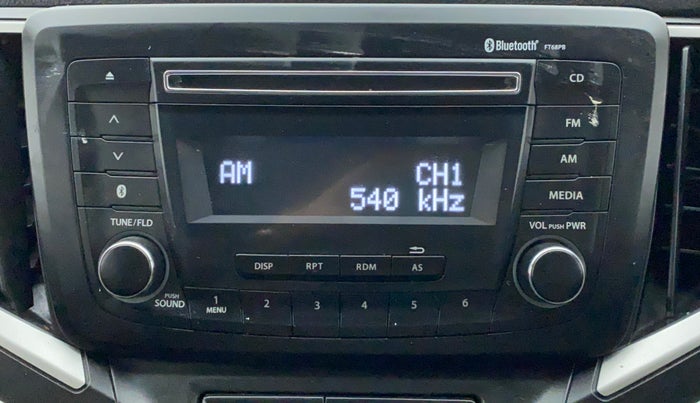 Bluetooth® FT68PB
CD
FM
AM
AM
CH1
540 kHz
MEDIA
TUNE/FLD
VOL PUSH PWR
DISP
RPT
RDM
AS
PUSH
SOUND
1
MENU
2
3
4
5
6